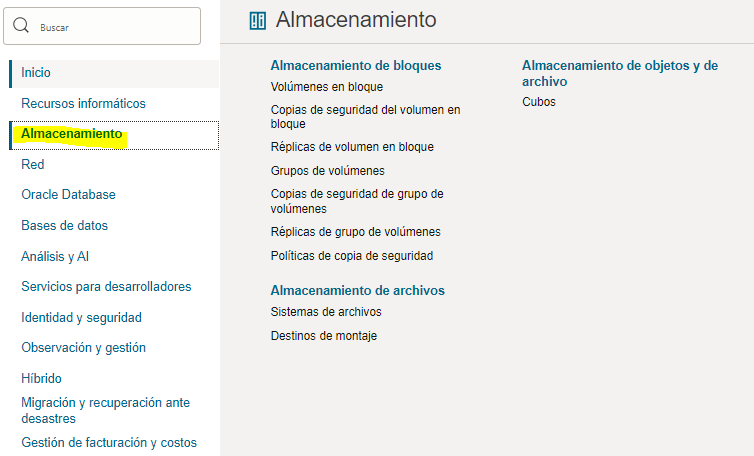 Buscar
Inicio
Recursos informáticos
Almacenamiento
Red
Oracle Database
Bases de datos
Análisis y AI
Servicios para desarrolladores
Identidad y seguridad
Observación y gestión
Híbrido
Migración y recuperación ante
desastres
Gestión de facturación y costos
Almacenamiento
Almacenamiento de bloques
Volúmenes en bloque
Copias de seguridad del volumen en
bloque
Réplicas de volumen en bloque
Grupos de volúmenes
Copias de seguridad de grupo de
volúmenes
Réplicas de grupo de volúmenes
Políticas de copia de seguridad
Almacenamiento de archivos
Sistemas de archivos
Destinos de montaje
Almacenamiento de objetos y de
archivo
Cubos